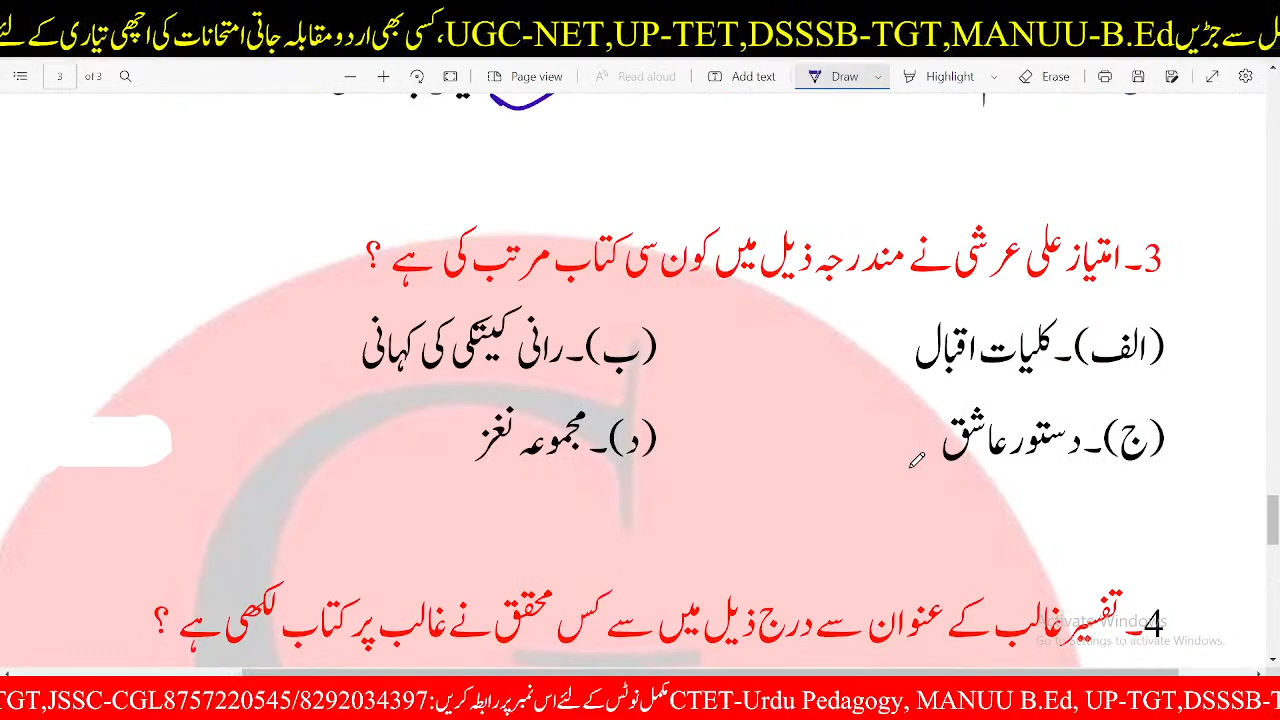 مل سے جڑیں UGC-NET,UP-TET,DSSSB-TGT,MANUU-B.Ed، کسی بھی اردو مقابلہ جاتی امتحانات کی اچھی تیاری کے لئے
3 of 3 Page view Read aloud Add text Draw Highlight Erase
3۔امتیاز علی عرشی نے مندرجہ ذیل میں کون سی کتاب مرتب کی ہے ؟
(الف)۔کلیات اقبال (ب)۔رانی کیتکی کی کہانی
(ج)۔دستور عاشق (د)۔مجموعہ نغز
4۔تفسیر غالب کے عنوان سے درج ذیل میں سے کس محقق نے غالب پر کتاب لکھی ہے ؟
Activate Windows
Go to Settings to activate Windows.
TGT,JSSC-CGL8757220545/8292034397:مکمل نوٹس کے لئے اس نمبر پر رابطہ کریں CTET-Urdu Pedagogy, MANUU B.Ed, UP-TGT,DSSSB-T